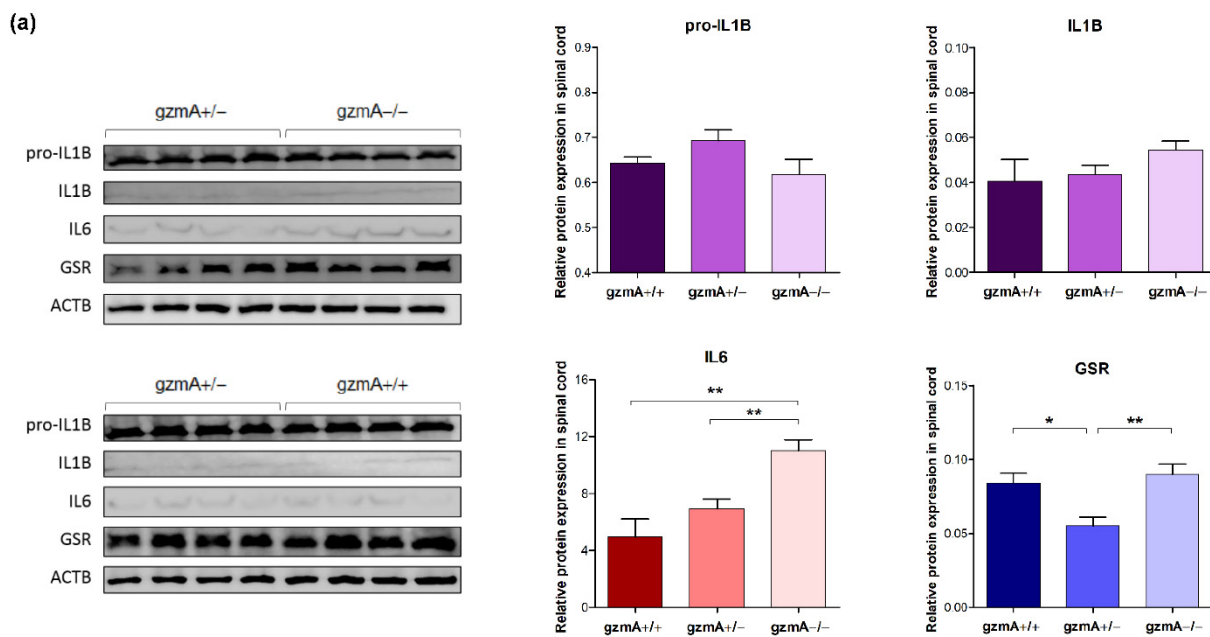 (a)
gzmA+/− gzmA−/−
pro-IL1B
IL1B
IL6
GSR
ACTB
gzmA+/− gzmA+/+
pro-IL1B
IL1B
IL6
GSR
ACTB
pro-IL1B
Relative protein expression in spinal cord
0.9
0.8
0.7
0.6
0.5
0.4
gzmA+/+ gzmA+/− gzmA−/−
IL1B
Relative protein expression in spinal cord
0.10
0.08
0.06
0.04
0.02
0.00
gzmA+/+ gzmA+/− gzmA−/−
IL6
Relative protein expression in spinal cord
16
12
8
4
0
**
**
gzmA+/+ gzmA+/− gzmA−/−
GSR
Relative protein expression in spinal cord
0.15
0.10
0.05
0.00
* **
gzmA+/+ gzmA+/− gzmA−/−